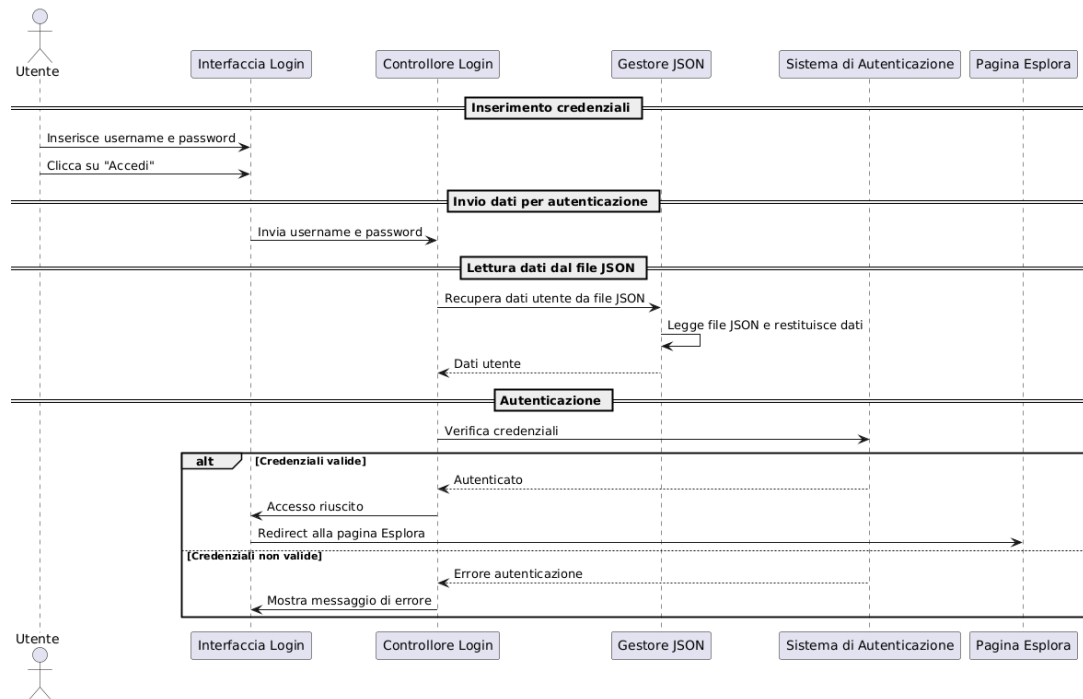 Utente
Interfaccia Login
Controllore Login
Gestore JSON
Sistema di Autenticazione
Pagina Esplora
Inserimento credenziali
Inserisce username e password
Clicca su "Accedi"
Invio dati per autenticazione
Invia username e password
Lettura dati dal file JSON
Recupera dati utente da file JSON
Legge file JSON e restituisce dati
Dati utente
Autenticazione
Verifica credenziali
alt
[Credenziali valide]
Autenticato
Accesso riuscito
Redirect alla pagina Esplora
[Credenziali non valide]
Errore autenticazione
Mostra messaggio di errore
Utente
Interfaccia Login
Controllore Login
Gestore JSON
Sistema di Autenticazione
Pagina Esplora